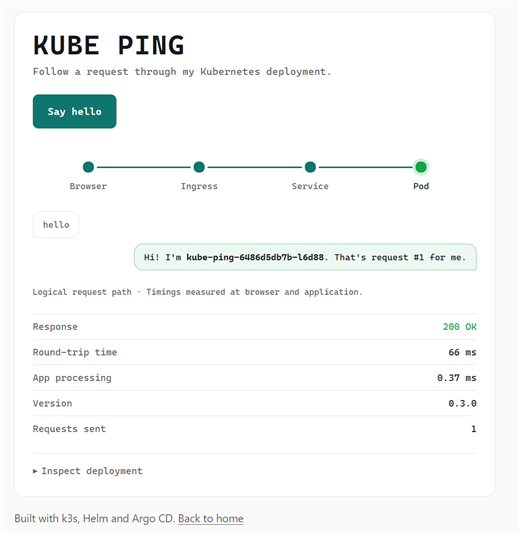 KUBE PING
Follow a request through my Kubernetes deployment.
Say hello
Browser Ingress Service Pod
hello
Hi! I'm kube-ping-6486d5db7b-l6d88. That's request #1 for me.
Logical request path · Timings measured at browser and application.
Response 200 OK
Round-trip time 66 ms
App processing 0.37 ms
Version 0.3.0
Requests sent 1
▸ Inspect deployment
Built with k3s, Helm and Argo CD. Back to home